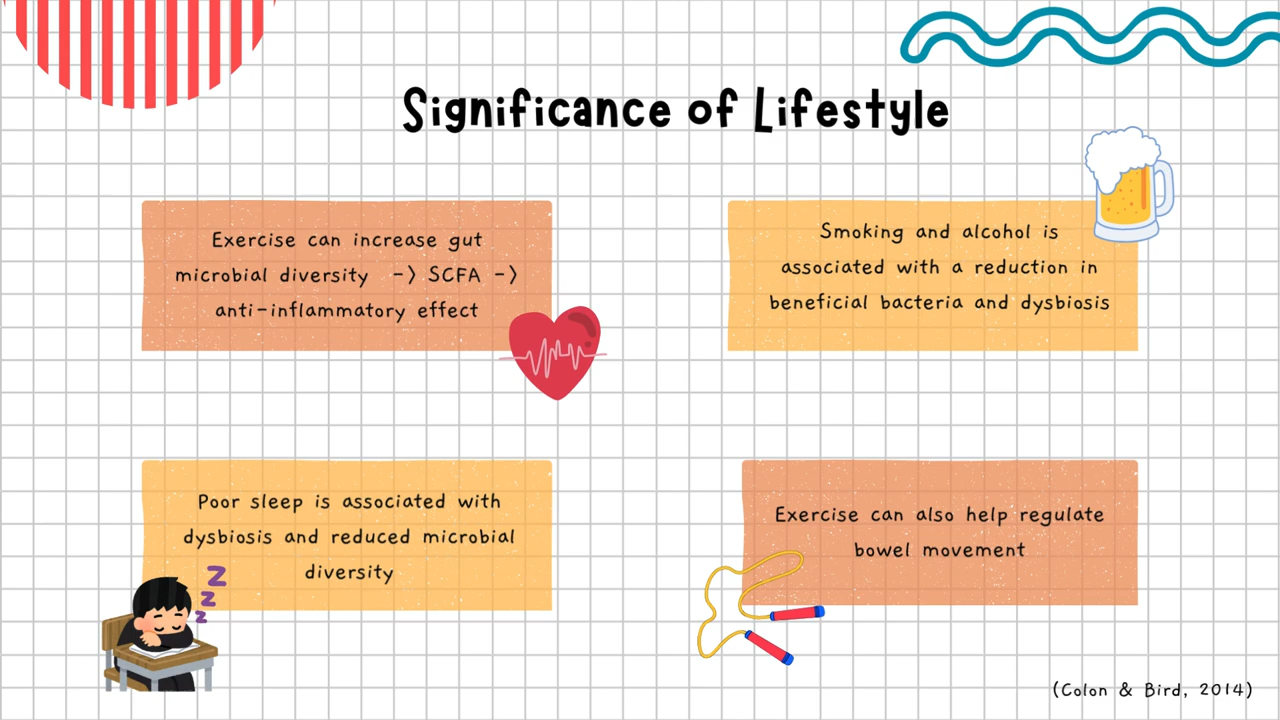 Significance of Lifestyle
Exercise can increase gut
microbial diversity -> SCFA ->
anti-inflammatory effect
Smoking and alcohol is
associated with a reduction in
beneficial bacteria and dysbiosis
Poor sleep is associated with
dysbiosis and reduced microbial
diversity
z
z
z
Exercise can also help regulate
bowel movement
(Colon & Bird, 2014)